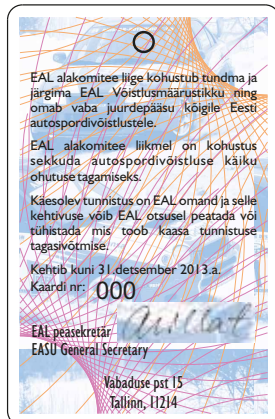 EAL alakomitee liige kohustub tundma ja
järgima EAL Võistlusmäärustikku ning
omab vaba juurdepääsu kõigile Eesti
autospordivõistlustele.
EAL alakomitee liikmel on kohustus
sekkuda autospordivõistluse käiku
ohutuse tagamiseks.
Käesolev tunnistus on EAL omand ja selle
kehtivuse võib EAL otsusel peatada või
tühistada mis toob kaasa tunnistuse
tagasivõtmise.
Kehtib kuni 31.detsember 2013.a.
Kaardi nr: 000
EAL peasekretär
EASU General Secretary
Vabaduse pst 15
Tallinn, 11214